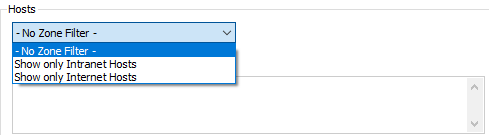 Hosts
- No Zone Filter -
- No Zone Filter -
Show only Intranet Hosts
Show only Internet Hosts